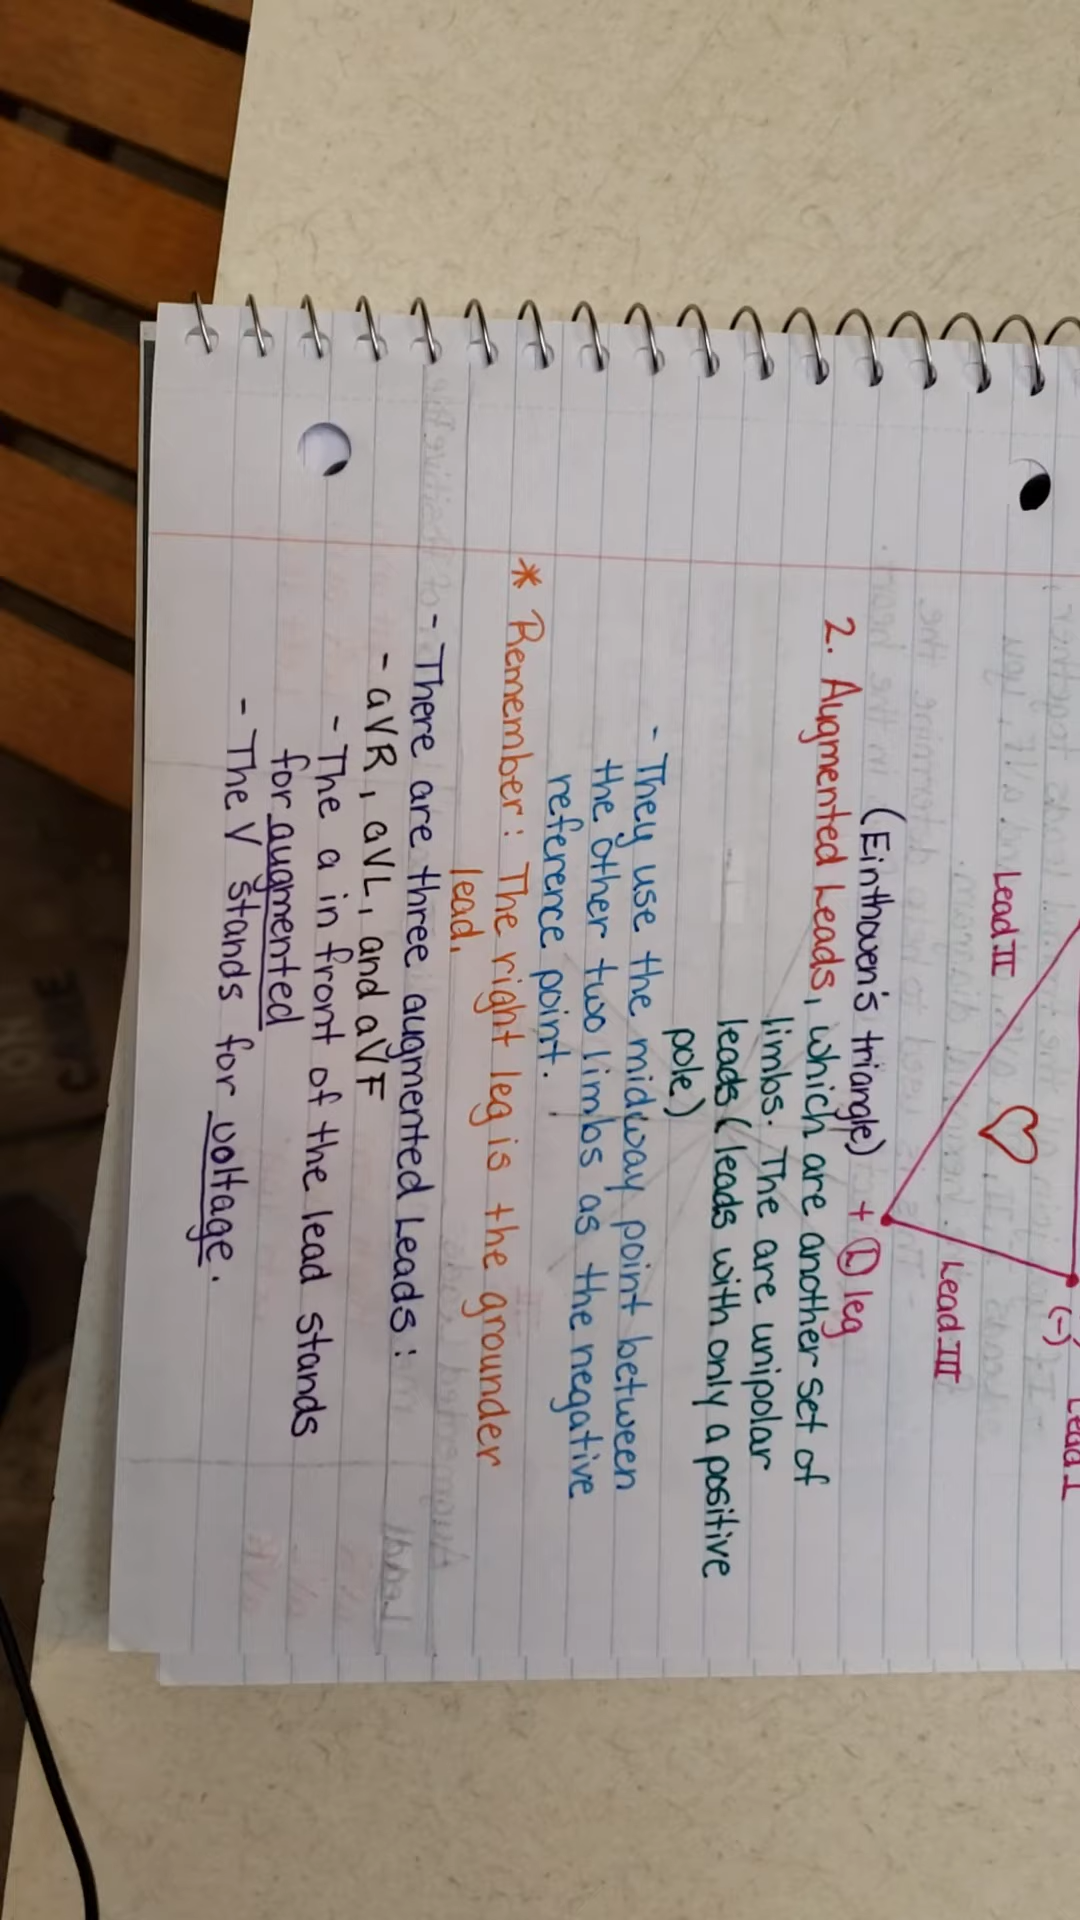 Lead I
(-)
Lead II
Lead III
(Einthoven's triangle) + Ⓛ leg
2. Augmented Leads, which are another set of
limbs. The are unipolar
leads (leads with only a positive
pole)
- They use the midway point between
the other two limbs as the negative
reference point.
* Remember: The right leg is the grounder
lead.
- There are three augmented Leads:
- aVR, aVL, and aVF
- The a in front of the lead stands
for augmented
- The V stands for voltage.